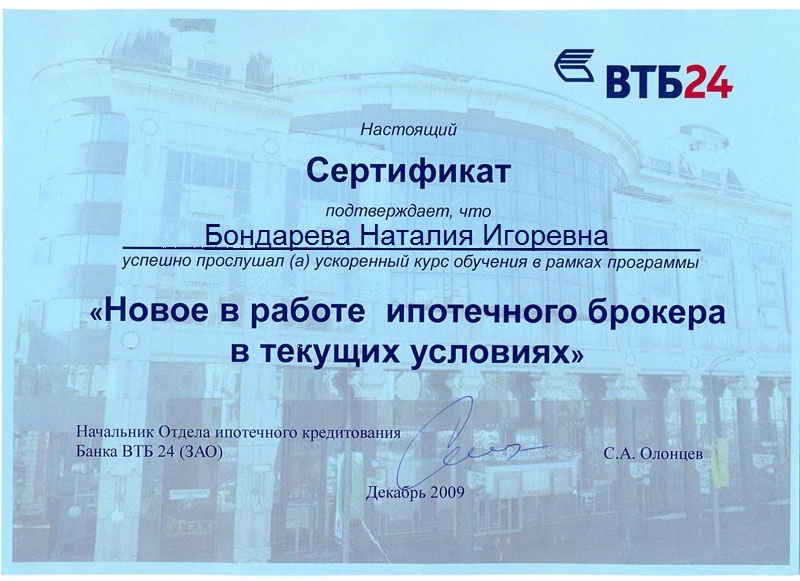 ВТБ24
Настоящий
Сертификат
подтверждает, что
Бондарева Наталия Игоревна
успешно прослушал (а) ускоренный курс обучения в рамках программы
«Новое в работе ипотечного брокера
в текущих условиях»
Начальник Отдела ипотечного кредитования
Банка ВТБ 24 (ЗАО)
С.А. Олонцев
Декабрь 2009